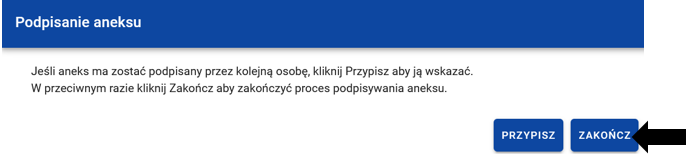 Podpisanie aneksu
Jeśli aneks ma zostać podpisany przez kolejną osobę, kliknij Przypisz aby ją wskazać.
W przeciwnym razie kliknij Zakończ aby zakończyć proces podpisywania aneksu.
PRZYPISZ ZAKOŃCZ